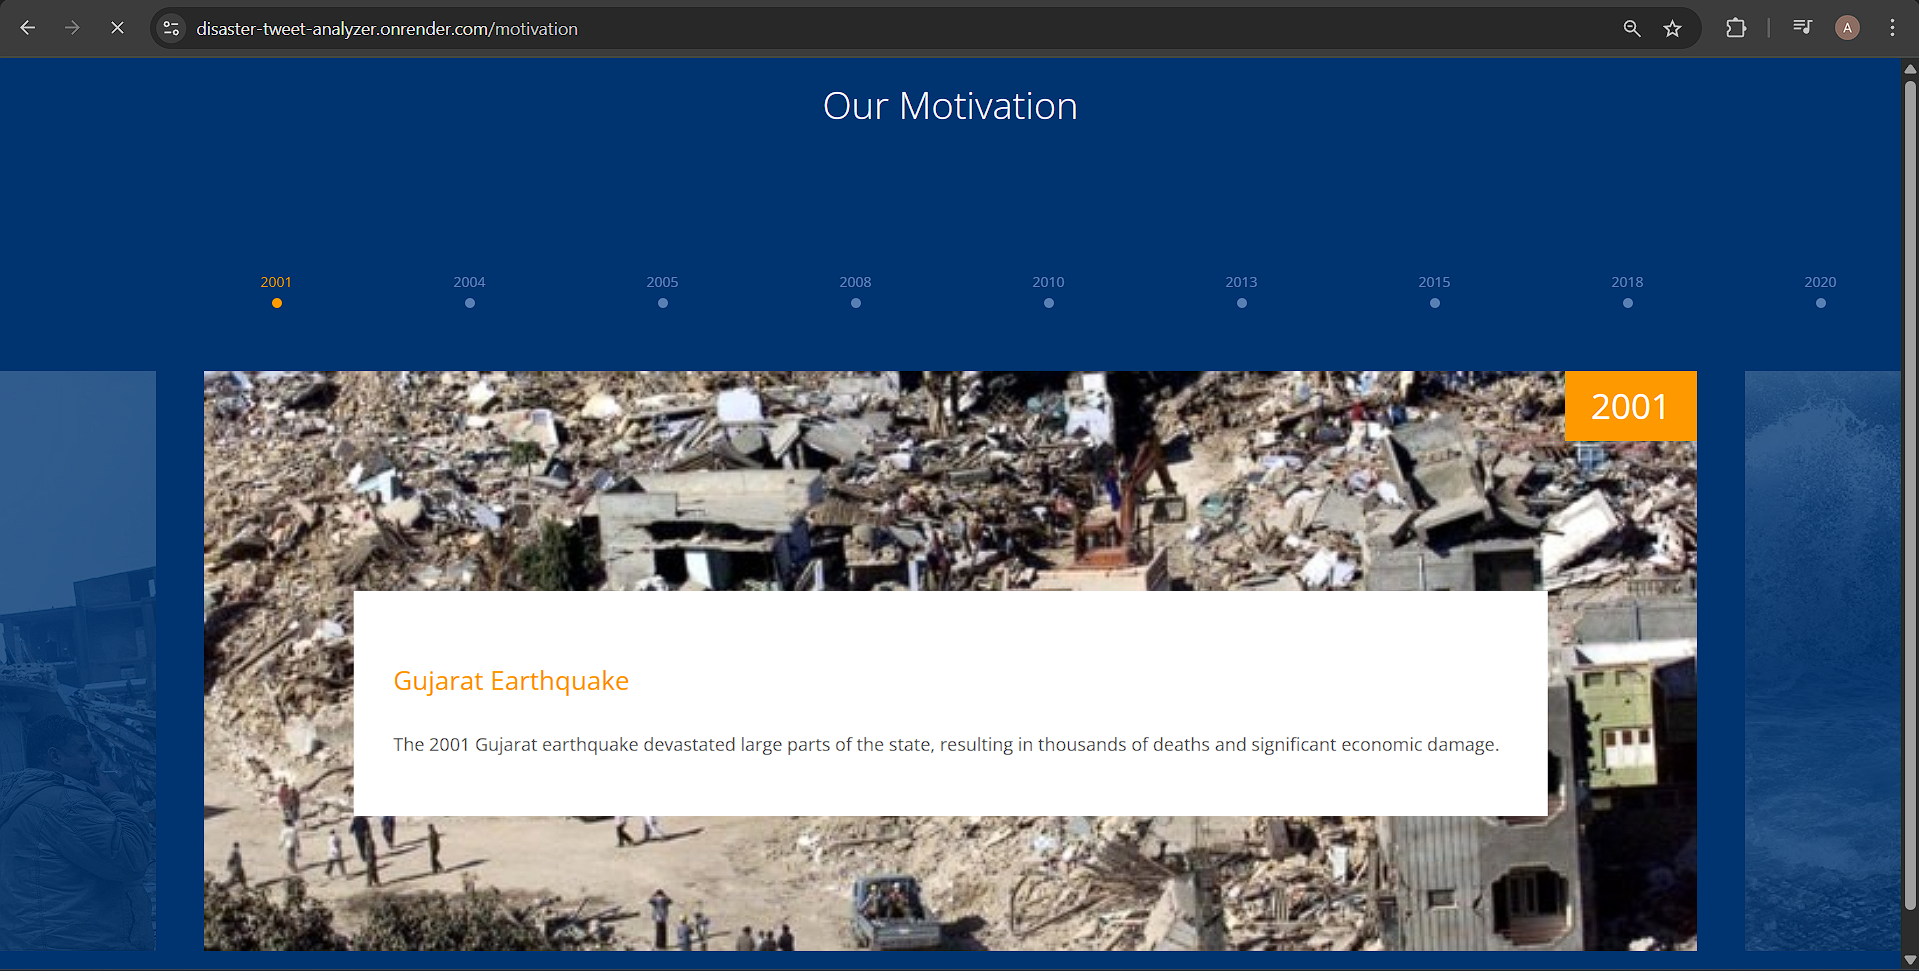 disaster-tweet-analyzer.onrender.com/motivation
A
Our Motivation
2001 2004 2005 2008 2010 2013 2015 2018 2020
2001
Gujarat Earthquake
The 2001 Gujarat earthquake devastated large parts of the state, resulting in thousands of deaths and significant economic damage.